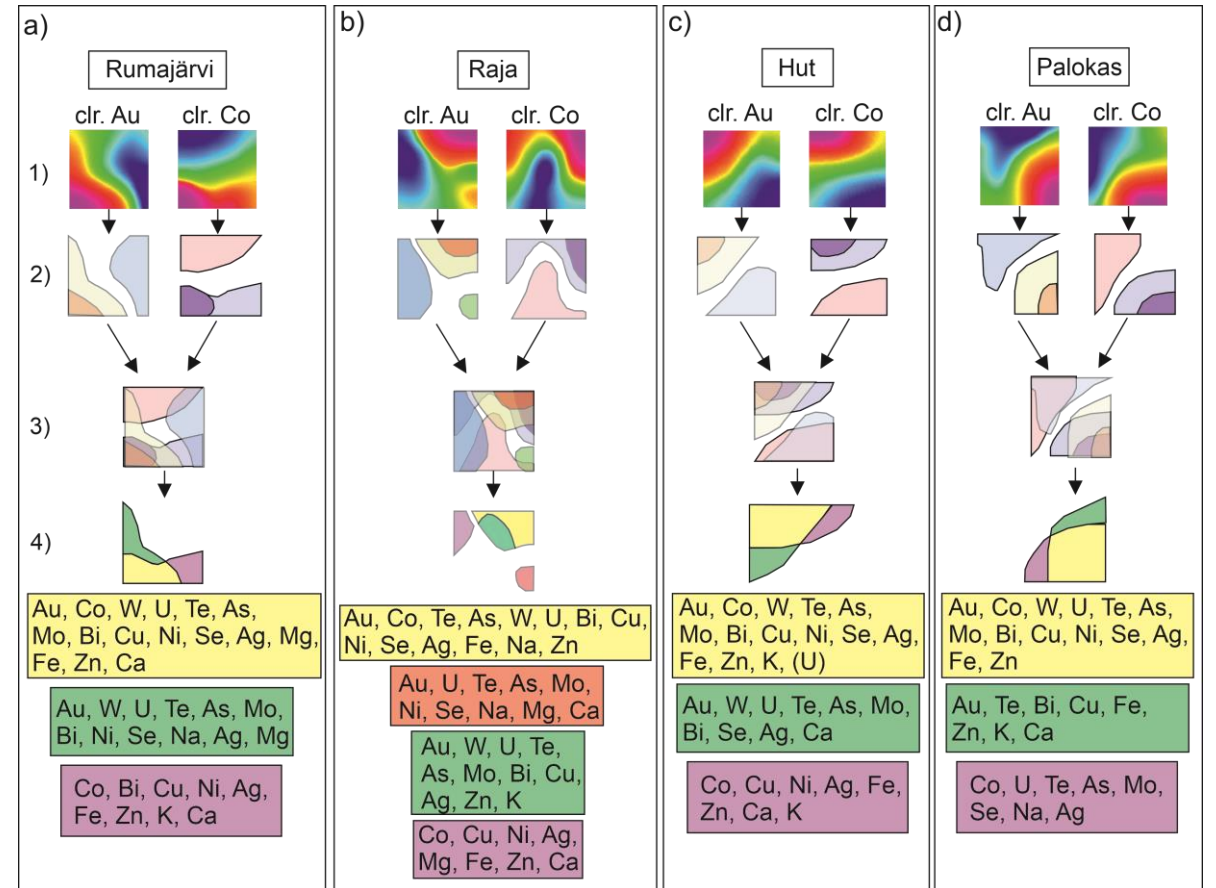 a)
Rumajärvi
clr. Au clr. Co
1)
2)
3)
4)
Au, Co, W, U, Te, As,
Mo, Bi, Cu, Ni, Se, Ag, Mg,
Fe, Zn, Ca
Au, W, U, Te, As, Mo,
Bi, Ni, Se, Na, Ag, Mg
Co, Bi, Cu, Ni, Ag,
Fe, Zn, K, Ca
b)
Raja
clr. Au clr. Co
Au, Co, Te, As, W, U, Bi, Cu,
Ni, Se, Ag, Fe, Na, Zn
Au, U, Te, As, Mo,
Ni, Se, Na, Mg, Ca
Au, W, U, Te,
As, Mo, Bi, Cu,
Ag, Zn, K
Co, Cu, Ni, Ag,
Mg, Fe, Zn, Ca
c)
Hut
clr. Au clr. Co
Au, Co, W, Te, As,
Mo, Bi, Cu, Ni, Se, Ag,
Fe, Zn, K, (U)
Au, W, U, Te, As, Mo,
Bi, Se, Ag, Ca
Co, Cu, Ni, Ag, Fe,
Zn, Ca, K
d)
Palokas
clr. Au clr. Co
Au, Co, W, U, Te, As,
Mo, Bi, Cu, Ni, Se, Ag,
Fe, Zn
Au, Te, Bi, Cu, Fe,
Zn, K, Ca
Co, U, Te, As, Mo,
Se, Na, Ag